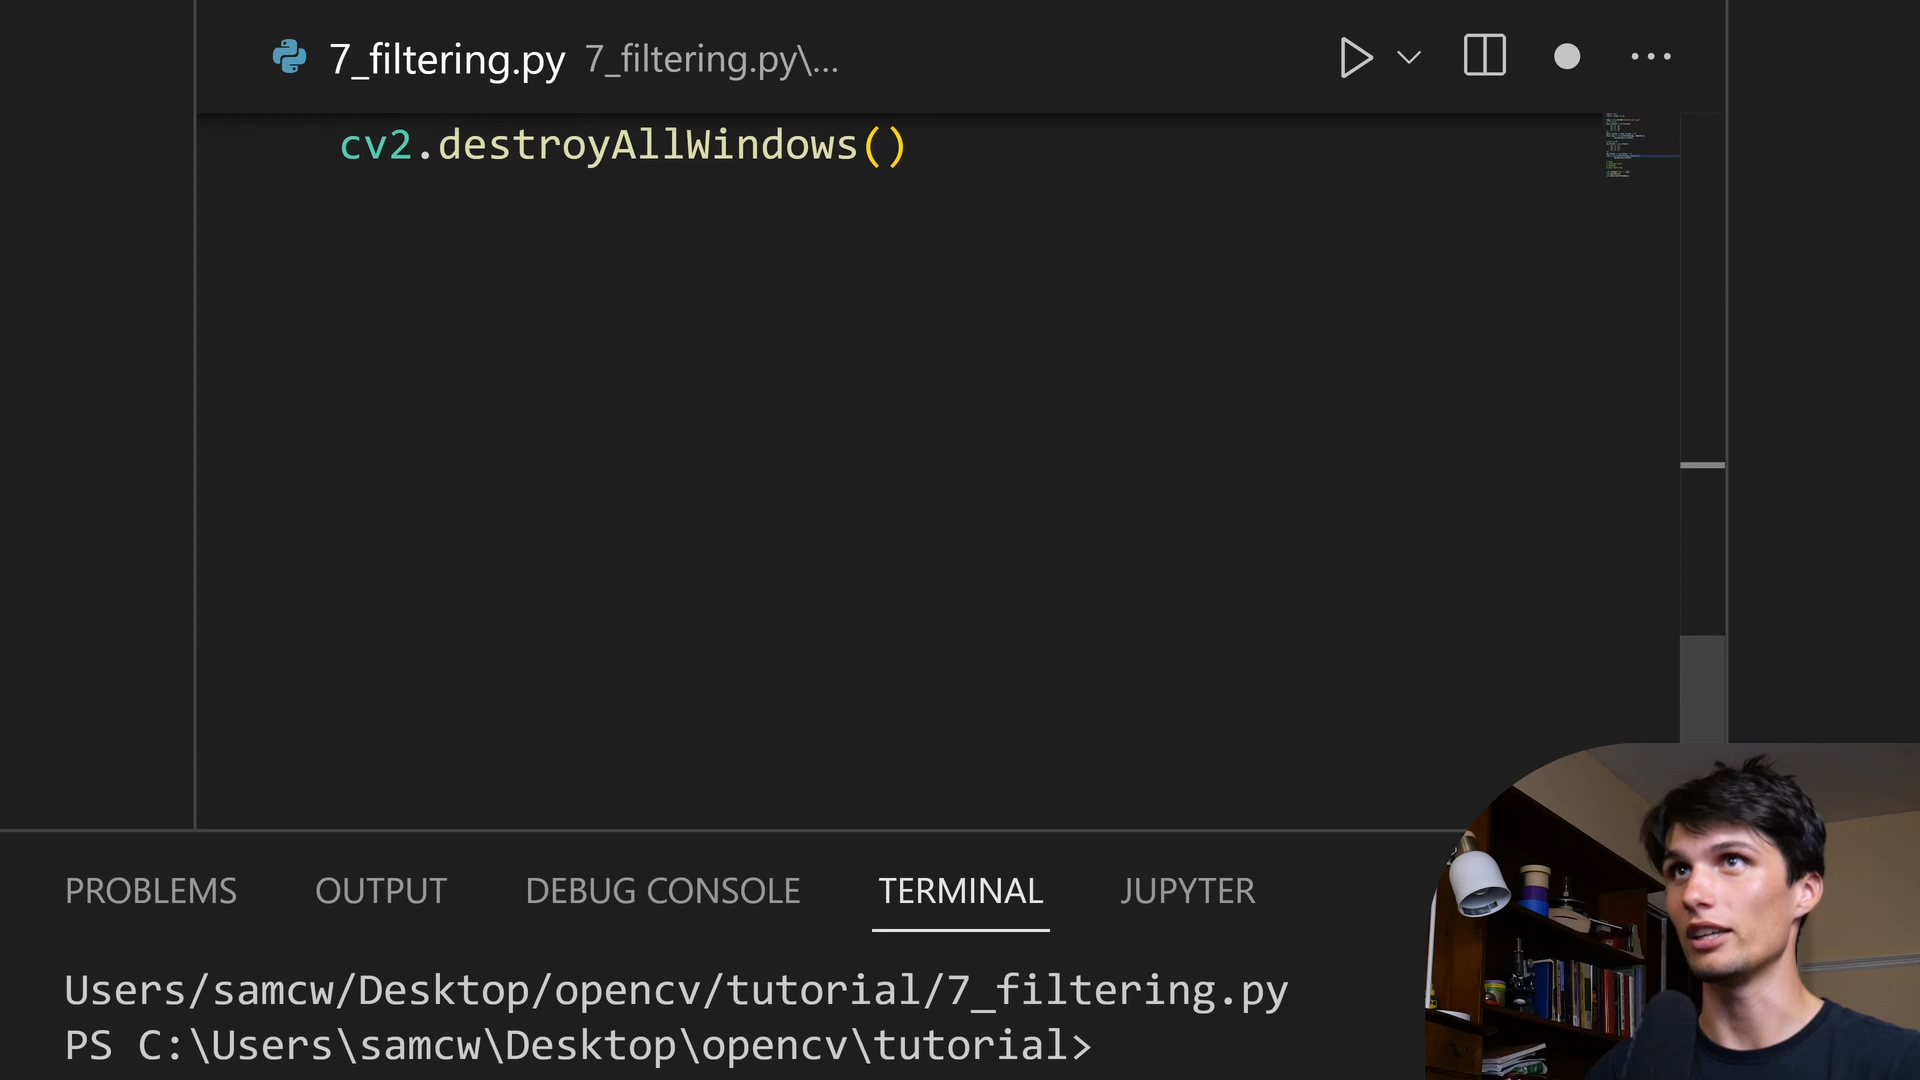 7_filtering.py 7_filtering.py\...
cv2.destroyAllWindows()
PROBLEMS OUTPUT DEBUG CONSOLE TERMINAL JUPYTER
Users/samcw/Desktop/opencv/tutorial/7_filtering.py
PS C:\Users\samcw\Desktop\opencv\tutorial>